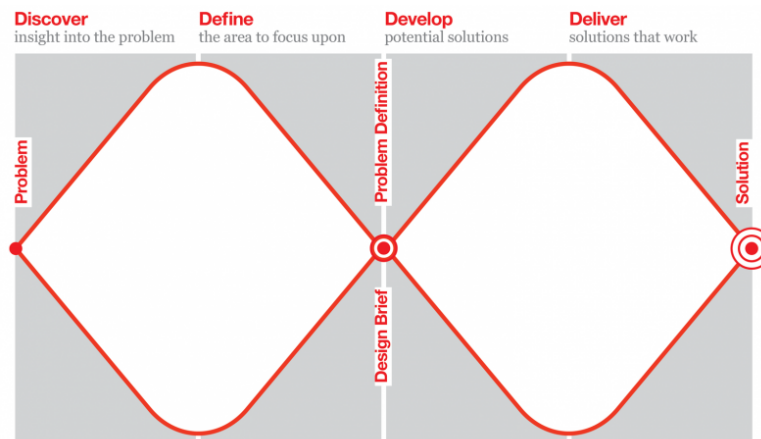 Discover
insight into the problem
Define
the area to focus upon
Develop
potential solutions
Deliver
solutions that work
Problem
Problem Definition
Design Brief
Solution